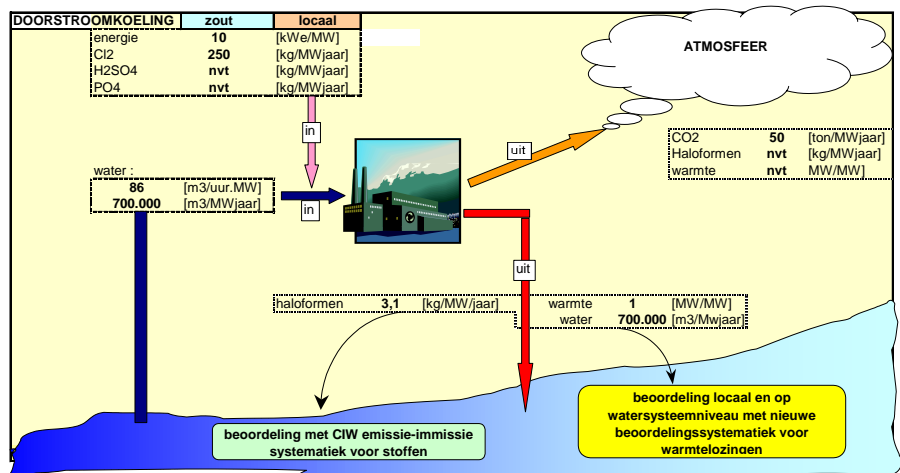 DOORSTROOMKOELING zout locaal
energie 10 [kWe/MW]
Cl2 250 [kg/MWjaar]
H2SO4 nvt [kg/MWjaar]
PO4 nvt [kg/MWjaar]
ATMOSFEER
in
uit
CO2 50 [ton/MWjaar]
Haloformen nvt [kg/MWjaar]
warmte nvt MW/MW]
water :
86 [m3/uur.MW]
700.000 [m3/MWjaar]
in
uit
haloformen 3,1 [kg/MW/jaar]
warmte 1 [MW/MW]
water 700.000 [m3/Mwjaar]
beoordeling met CIW emissie-immissie
systematiek voor stoffen
beoordeling locaal en op
watersysteemniveau met nieuwe
beoordelingssystematiek voor
warmtelozingen